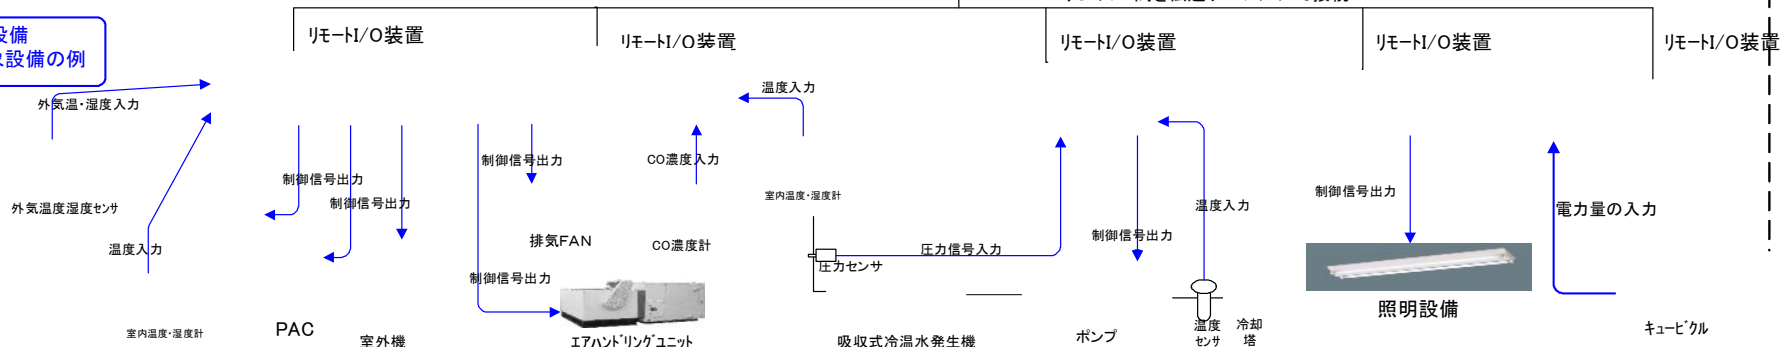 設備
設備の例
ﾘﾓｰﾄI/O装置
ﾘﾓｰﾄI/O装置
ﾘﾓｰﾄI/O装置
ﾘﾓｰﾄI/O装置
ﾘﾓｰﾄI/O装置
外気温・湿度入力
温度入力
制御信号出力
CO濃度入力
制御信号出力
制御信号出力
室内温度・湿度計
制御信号出力
外気温度湿度ｾﾝｻ
温度入力
電力量の入力
温度入力
排気FAN
CO濃度計
圧力信号入力
制御信号出力
圧力センサ
制御信号出力
照明設備
室内温度・湿度計
PAC
室外機
ｴｱﾊﾝﾄﾞﾘﾝｸﾞﾕﾆｯﾄ
吸収式冷温水発生機
ポンプ
温度
ｾﾝｻ
冷却
塔
ｷｭｰﾋﾞｸﾙ